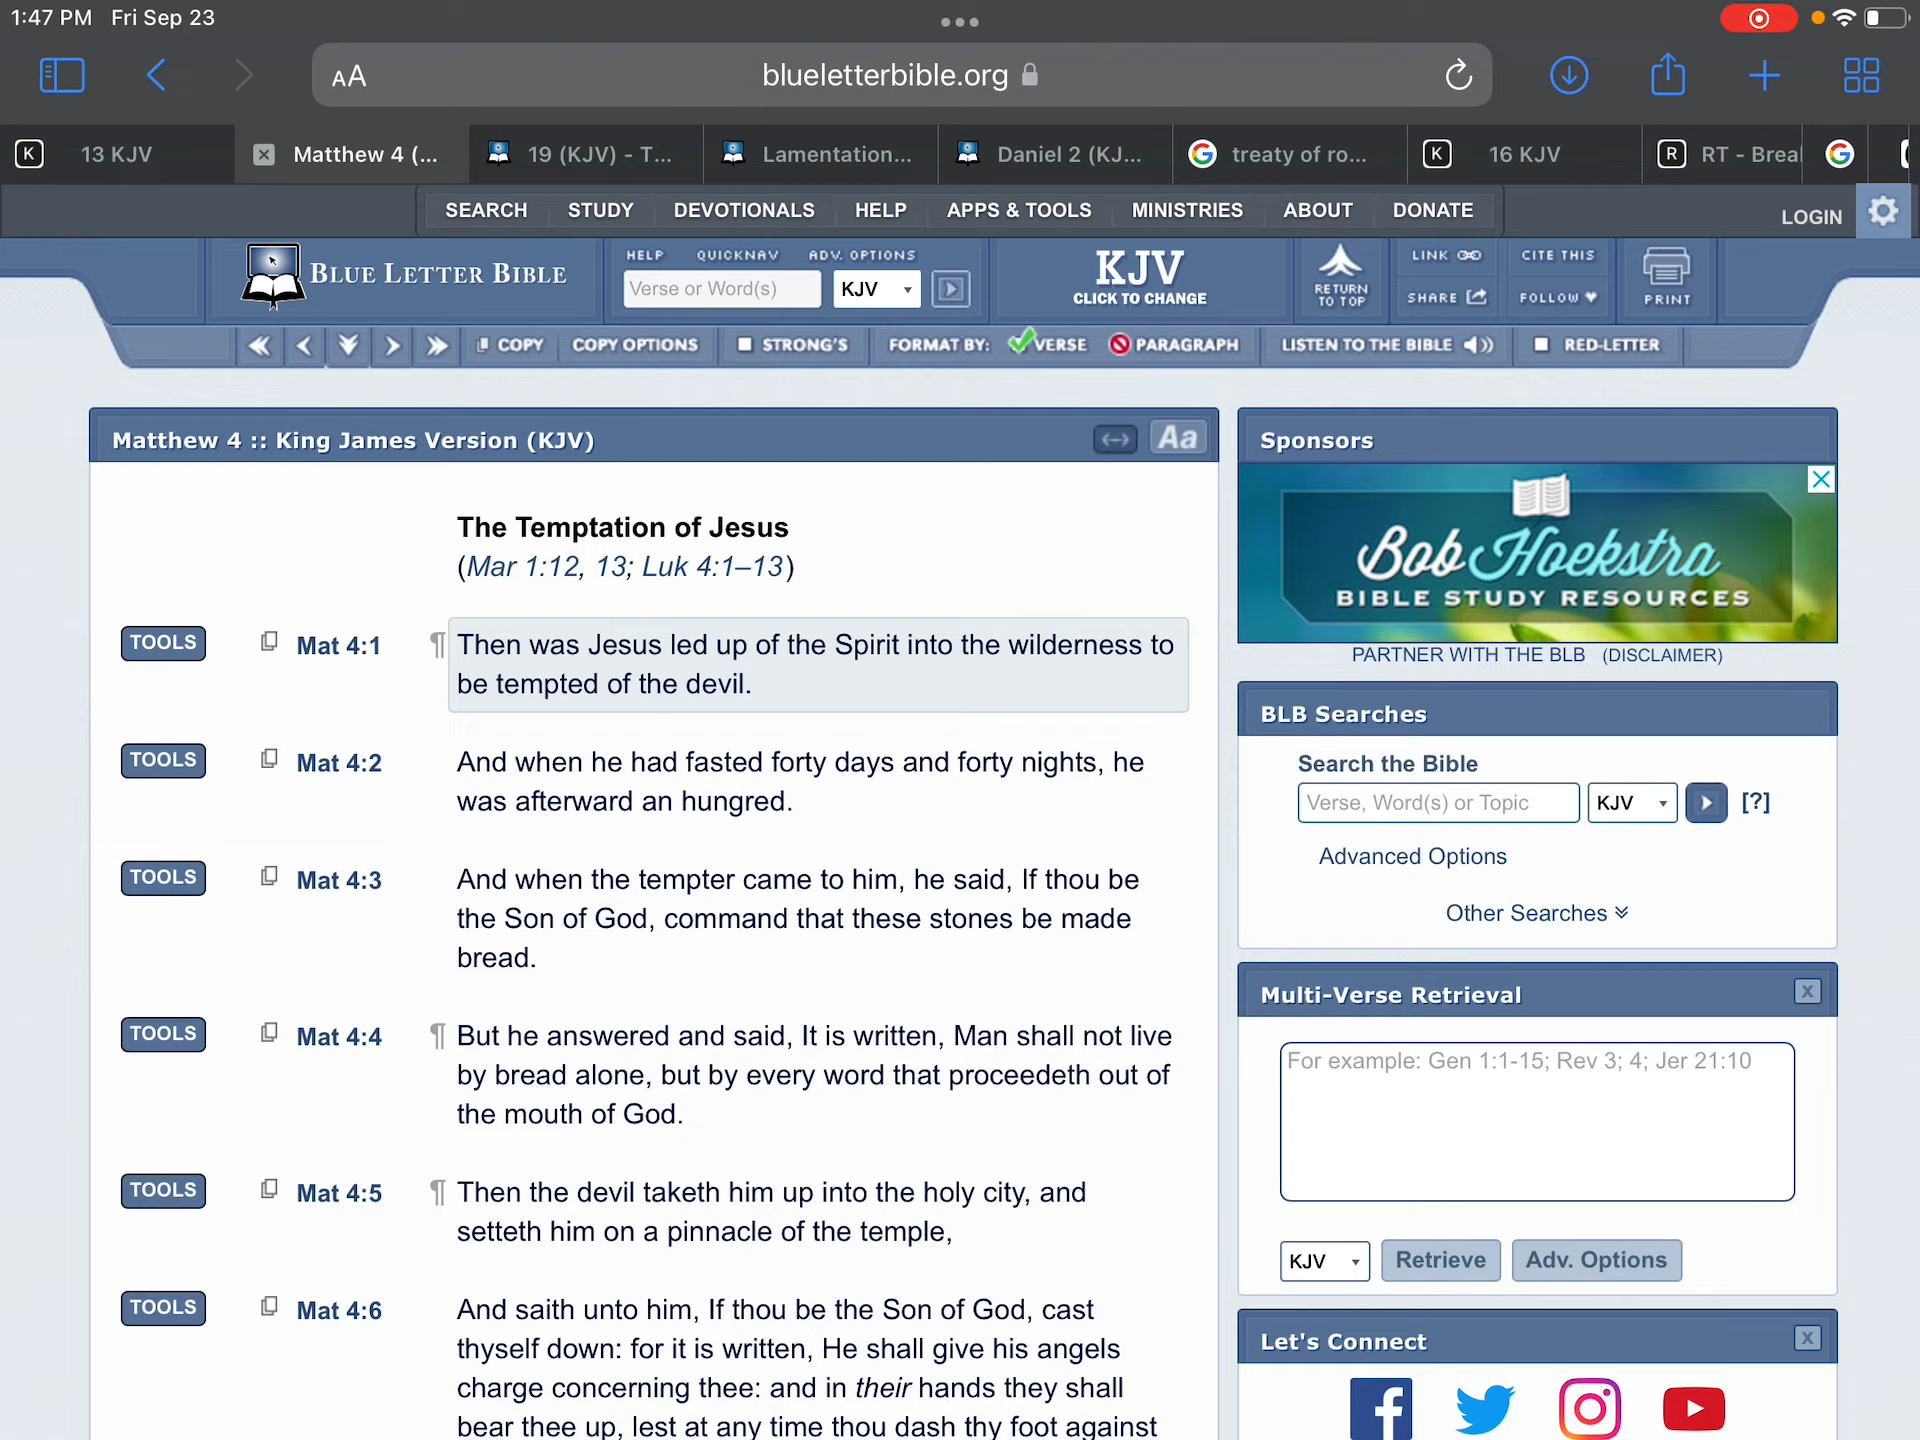 1:47 PM Fri Sep 23
AA
blueletterbible.org
K 13 KJV
Matthew 4 (...
19 (KJV) - T...
Lamentation...
Daniel 2 (KJ...
G treaty of ro...
K 16 KJV
R RT - Brea
G
SEARCH STUDY DEVOTIONALS HELP APPS & TOOLS MINISTRIES ABOUT DONATE
LOGIN
BLUE LETTER BIBLE
HELP QUICKNAV ADV. OPTIONS
Verse or Word(s) KJV
KJV
CLICK TO CHANGE
RETURN
TO TOP
LINK CITE THIS
SHARE FOLLOW
PRINT
COPY COPY OPTIONS STRONG'S FORMAT BY: VERSE PARAGRAPH LISTEN TO THE BIBLE RED-LETTER
Matthew 4 :: King James Version (KJV) Aa
The Temptation of Jesus
(Mar 1:12, 13; Luk 4:1–13)
TOOLS Mat 4:1 ¶ Then was Jesus led up of the Spirit into the wilderness to
be tempted of the devil.
TOOLS Mat 4:2 And when he had fasted forty days and forty nights, he
was afterward an hungred.
TOOLS Mat 4:3 And when the tempter came to him, he said, If thou be
the Son of God, command that these stones be made
bread.
TOOLS Mat 4:4 ¶ But he answered and said, It is written, Man shall not live
by bread alone, but by every word that proceedeth out of
the mouth of God.
TOOLS Mat 4:5 ¶ Then the devil taketh him up into the holy city, and
setteth him on a pinnacle of the temple,
TOOLS Mat 4:6 And saith unto him, If thou be the Son of God, cast
thyself down: for it is written, He shall give his angels
charge concerning thee: and in their hands they shall
bear thee up, lest at any time thou dash thy foot against
Sponsors
Bob Hoekstra
BIBLE STUDY RESOURCES
PARTNER WITH THE BLB (DISCLAIMER)
BLB Searches
Search the Bible
Verse, Word(s) or Topic KJV [?]
Advanced Options
Other Searches
Multi-Verse Retrieval X
For example: Gen 1:1-15; Rev 3; 4; Jer 21:10
KJV Retrieve Adv. Options
Let's Connect X